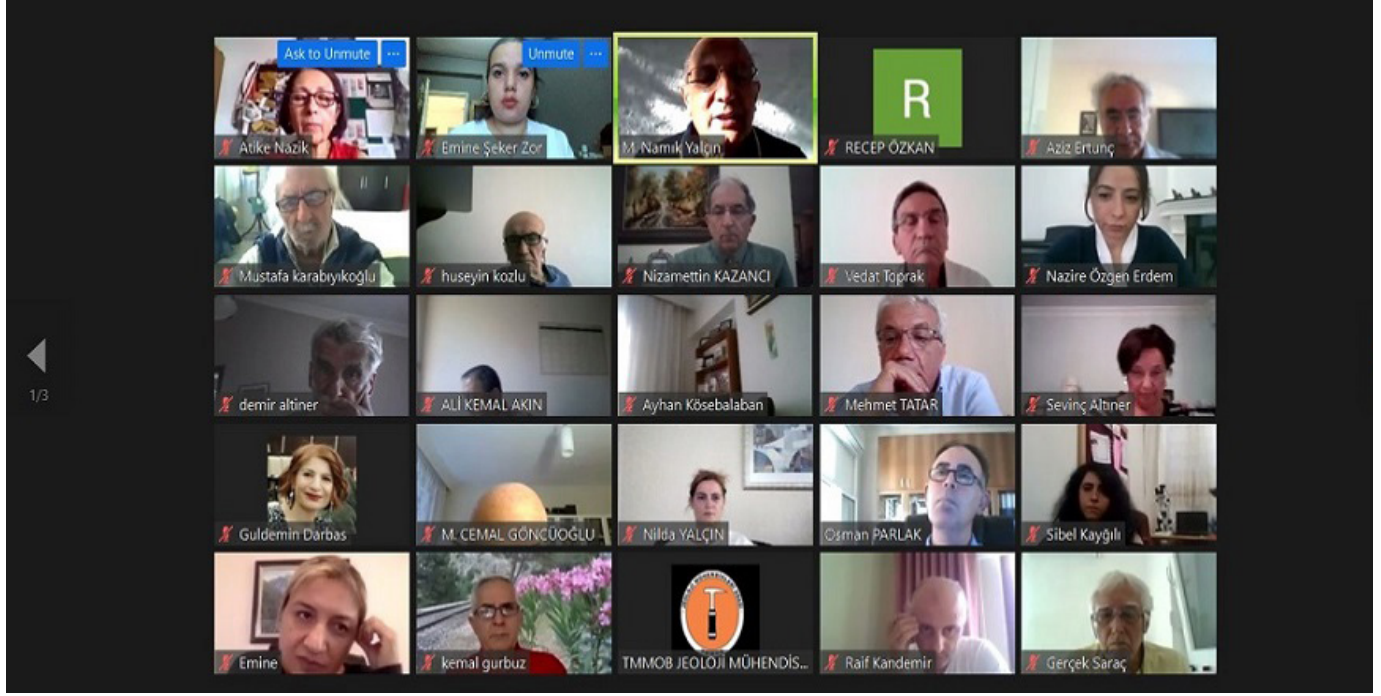 Ask to Unmute ...
Unmute ...
R
Atike Nazik
Emine Şeker Zor
M. Namık Yalçın
RECEP ÖZKAN
Aziz Ertunç
Mustafa karabıyıkoğlu
huseyin kozlu
Nizamettin KAZANCI
Vedat Toprak
Nazire Özgen Erdem
1/3
demir altiner
ALİ KEMAL AKIN
Ayhan Kösebalaban
Mehmet TATAR
Sevinç Altıner
Guldemin Darbas
M. CEMAL GÖNCÜOĞLU
Nilda YALÇIN
Osman PARLAK
Sibel Kayğılı
Emine
kemal gurbuz
TMMOB JEOLOJİ MÜHENDİS...
Raif Kandemir
Gerçek Saraç